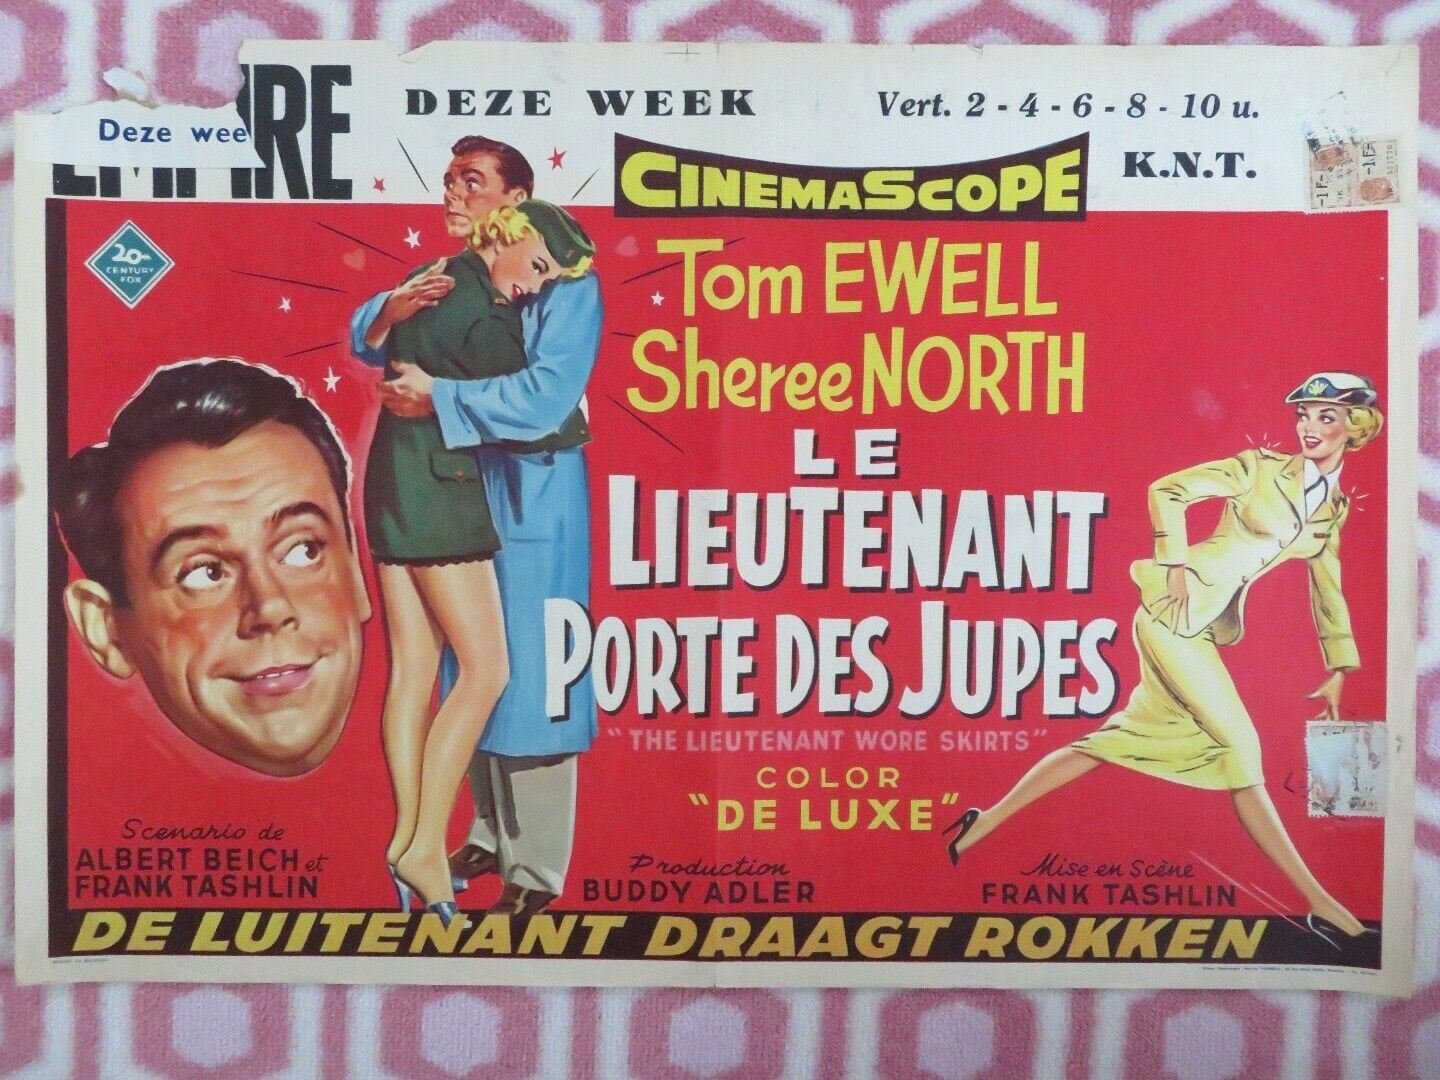 EMPIRE
Deze wee
DEZE WEEK
Vert. 2 - 4 - 6 - 8 - 10 u.
K.N.T.
CINEMASCOPE
20th
CENTURY
FOX
Tom EWELL
Sheree NORTH
LE
LIEUTENANT
PORTE DES JUPES
"THE LIEUTENANT WORE SKIRTS"
COLOR
"DE LUXE"
Scenario de
ALBERT BEICH et
FRANK TASHLIN
Production
BUDDY ADLER
Mise en Scène
FRANK TASHLIN
DE LUITENANT DRAAGT ROKKEN